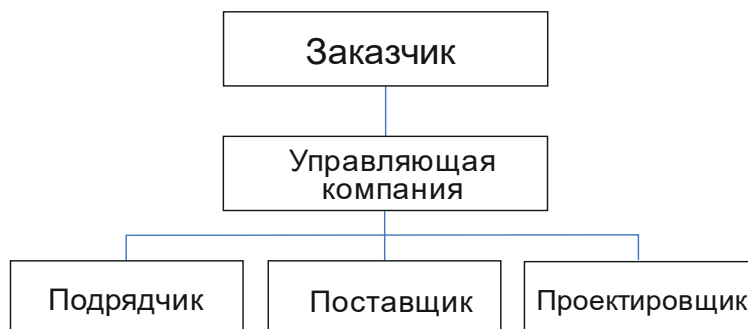 Заказчик
Управляющая
компания
Подрядчик
Поставщик
Проектировщик